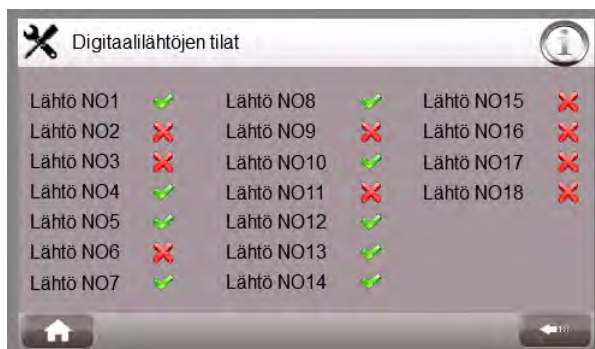 Digitaalilähtöjen tilat
Lähtö NO1
Lähtö NO2
Lähtö NO3
Lähtö NO4
Lähtö NO5
Lähtö NO6
Lähtö NO7
Lähtö NO8
Lähtö NO9
Lähtö NO10
Lähtö NO11
Lähtö NO12
Lähtö NO13
Lähtö NO14
Lähtö NO15
Lähtö NO16
Lähtö NO17
Lähtö NO18